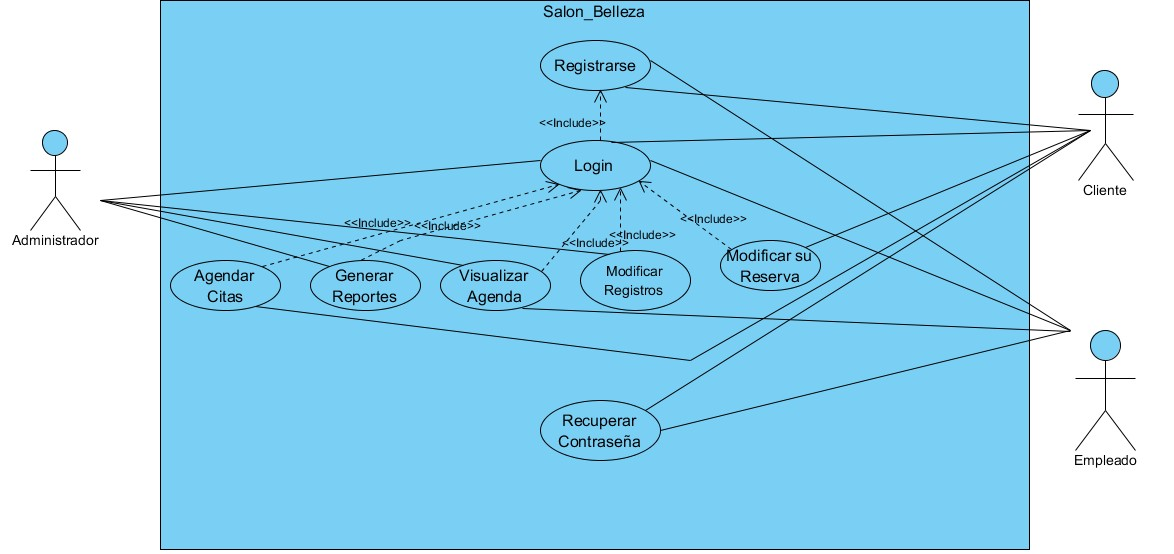 Salon_Belleza
Registrarse
<<Include>>
Login
Cliente
Administrador
<<Include>>
<<Include>>
<<Include>>
<<Include>>
<<Include>>
Agendar
Citas
Generar
Reportes
Visualizar
Agenda
Modificar
Registros
Modificar su
Reserva
Recuperar
Contraseña
Empleado